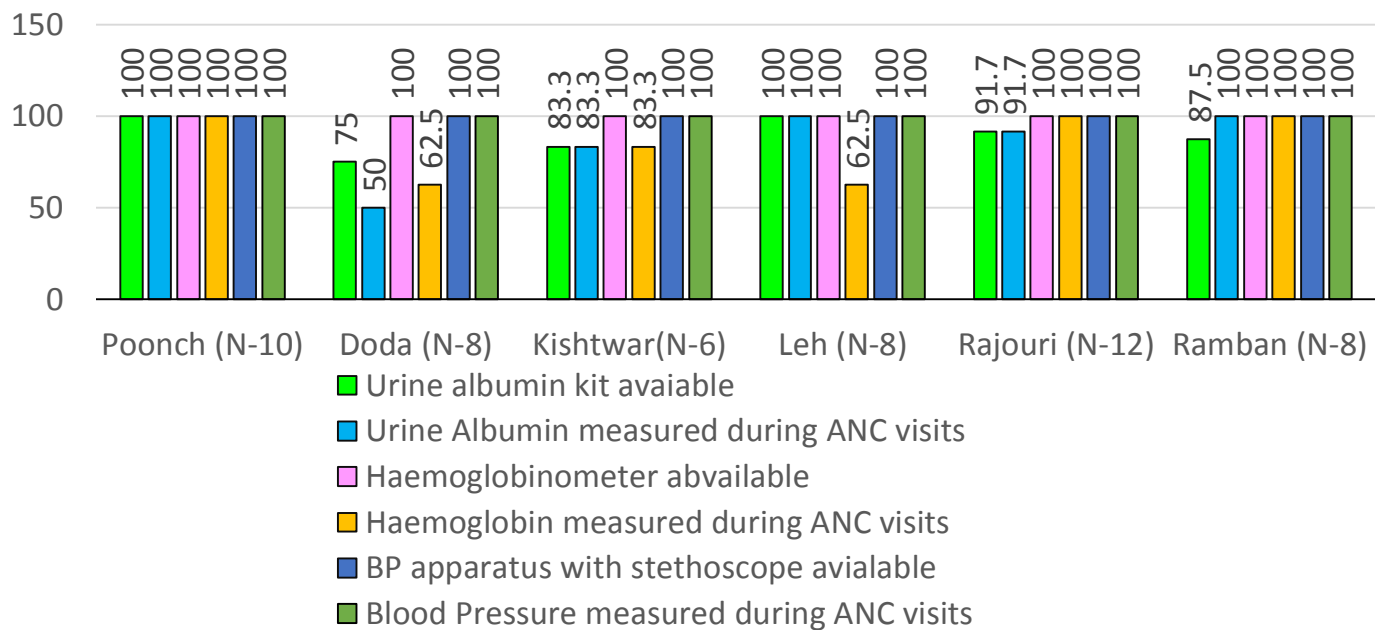 150
100
50
0
100 100 100 100 100 100
75 50 100 62.5 100 100
83.3 83.3 100 83.3 100 100
100 100 100 62.5 100 100
91.7 91.7 100 100 100 100
87.5 100 100 100 100 100
Poonch (N-10) Doda (N-8) Kishtwar(N-6) Leh (N-8) Rajouri (N-12) Ramban (N-8)
Urine albumin kit avaiable
Urine Albumin measured during ANC visits
Haemoglobinometer abvailable
Haemoglobin measured during ANC visits
BP apparatus with stethoscope avialable
Blood Pressure measured during ANC visits